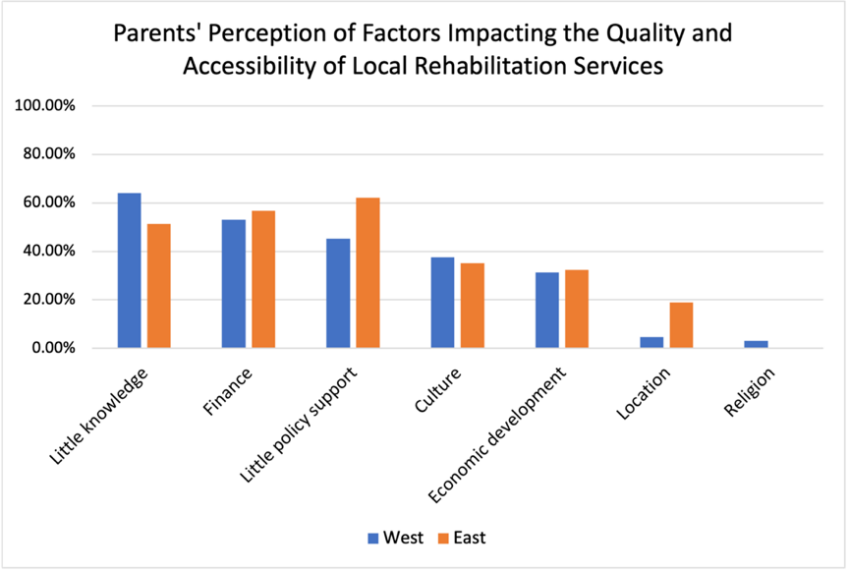 Parents' Perception of Factors Impacting the Quality and
Accessibility of Local Rehabilitation Services
100.00%
80.00%
60.00%
40.00%
20.00%
0.00%
Little knowledge
Finance
Little policy support
Culture
Economic development
Location
Religion
West East